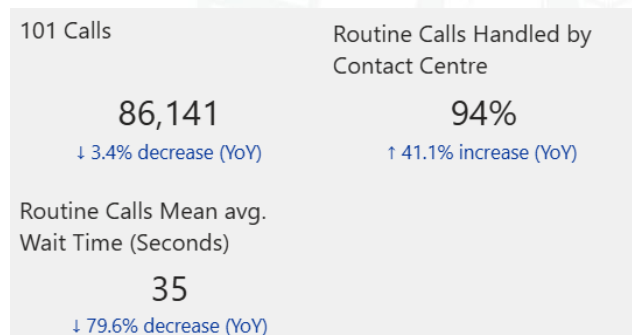 101 Calls
86,141
↓ 3.4% decrease (YoY)
Routine Calls Handled by
Contact Centre
94%
↑ 41.1% increase (YoY)
Routine Calls Mean avg.
Wait Time (Seconds)
35
↓ 79.6% decrease (YoY)